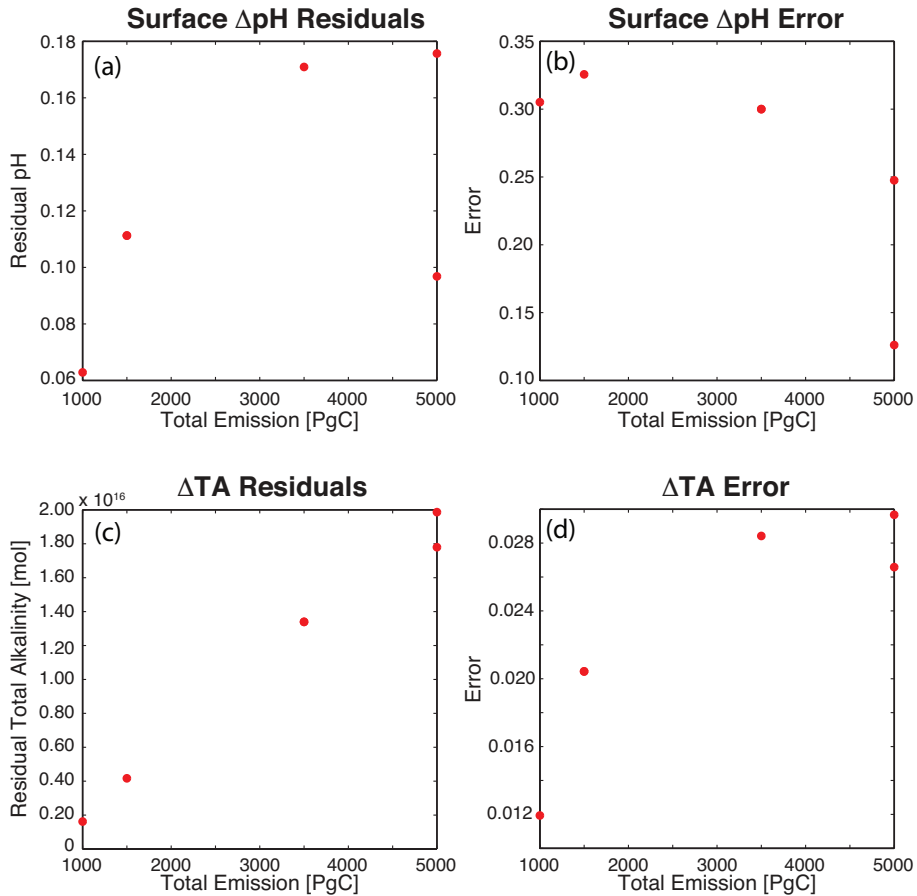 Surface ΔpH Residuals
(a)
0.18
0.16
0.14
0.12
0.10
0.08
0.06
Residual pH
1000 2000 3000 4000 5000
Total Emission [PgC]
Surface ΔpH Error
(b)
0.35
0.30
0.25
0.20
0.15
0.10
Error
1000 2000 3000 4000 5000
Total Emission [PgC]
ΔTA Residuals
x 10¹⁶
(c)
2.00
1.80
1.60
1.40
1.20
1.00
0.80
0.60
0.40
0.20
0
Residual Total Alkalinity [mol]
1000 2000 3000 4000 5000
Total Emission [PgC]
ΔTA Error
(d)
0.028
0.024
0.020
0.016
0.012
Error
1000 2000 3000 4000 5000
Total Emission [PgC]